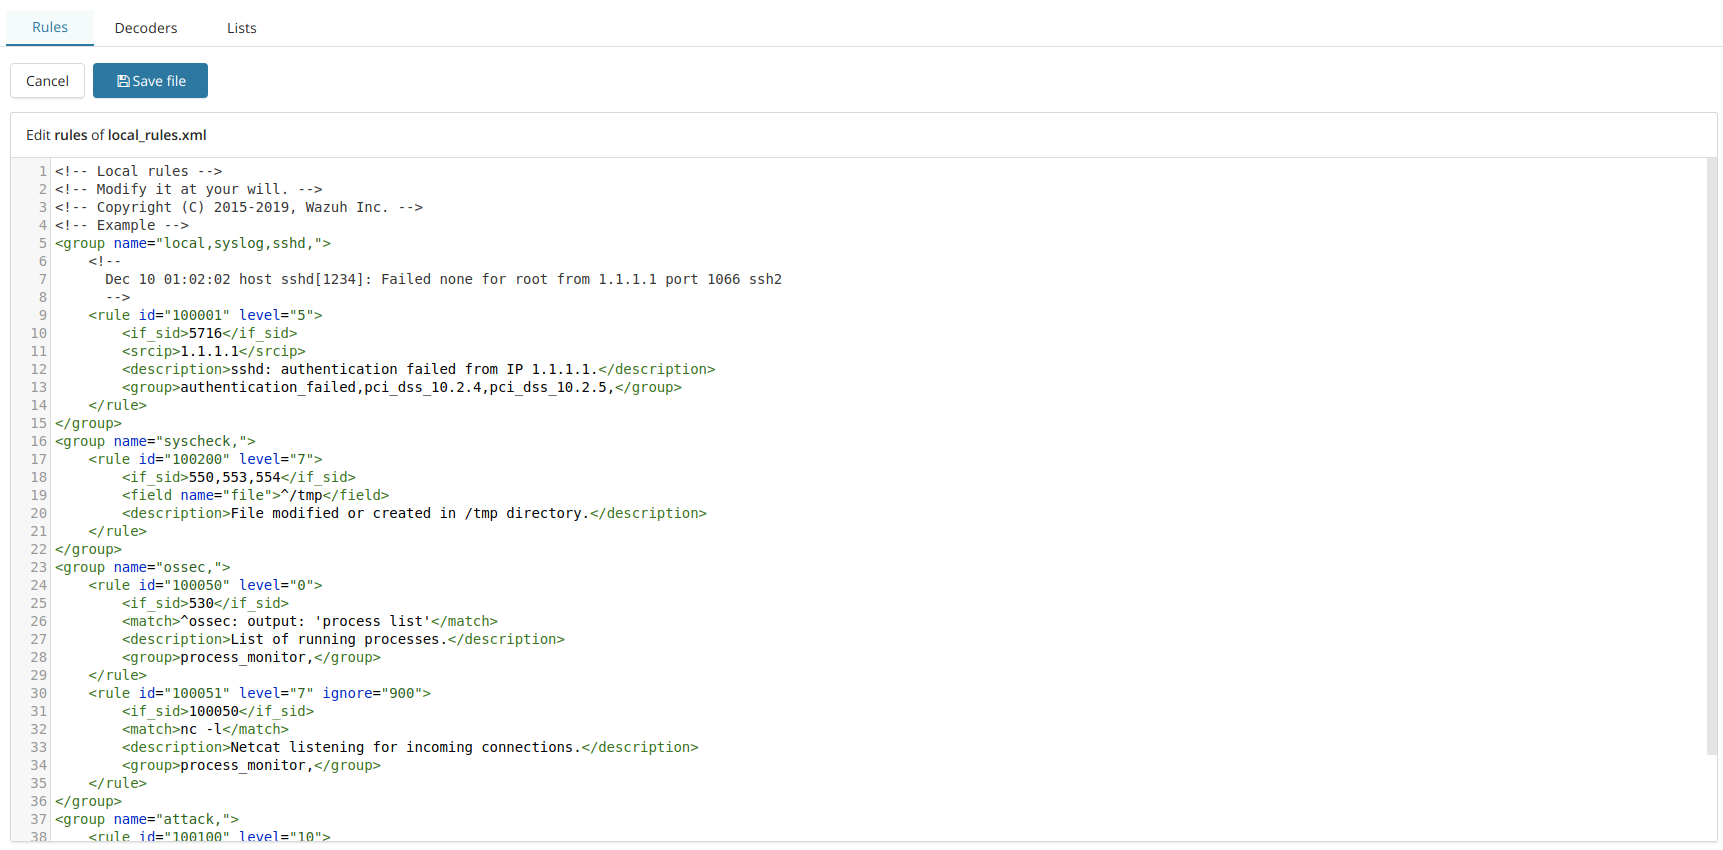 Rules Decoders Lists
Cancel Save file
Edit rules of local_rules.xml
1 <!-- Local rules -->
2 <!-- Modify it at your will. -->
3 <!-- Copyright (C) 2015-2019, Wazuh Inc. -->
4 <!-- Example -->
5 <group name="local,syslog,sshd,">
6     <!--
7       Dec 10 01:02:02 host sshd[1234]: Failed none for root from 1.1.1.1 port 1066 ssh2
8       -->
9     <rule id="100001" level="5">
10         <if_sid>5716</if_sid>
11         <srcip>1.1.1.1</srcip>
12         <description>sshd: authentication failed from IP 1.1.1.1.</description>
13         <group>authentication_failed,pci_dss_10.2.4,pci_dss_10.2.5,</group>
14     </rule>
15 </group>
16 <group name="syscheck,">
17     <rule id="100200" level="7">
18         <if_sid>550,553,554</if_sid>
19         <field name="file">^/tmp</field>
20         <description>File modified or created in /tmp directory.</description>
21     </rule>
22 </group>
23 <group name="ossec,">
24     <rule id="100050" level="0">
25         <if_sid>530</if_sid>
26         <match>^ossec: output: 'process list'</match>
27         <description>List of running processes.</description>
28         <group>process_monitor,</group>
29     </rule>
30     <rule id="100051" level="7" ignore="900">
31         <if_sid>100050</if_sid>
32         <match>nc -l</match>
33         <description>Netcat listening for incoming connections.</description>
34         <group>process_monitor,</group>
35     </rule>
36 </group>
37 <group name="attack,">
38     <rule id="100100" level="10">